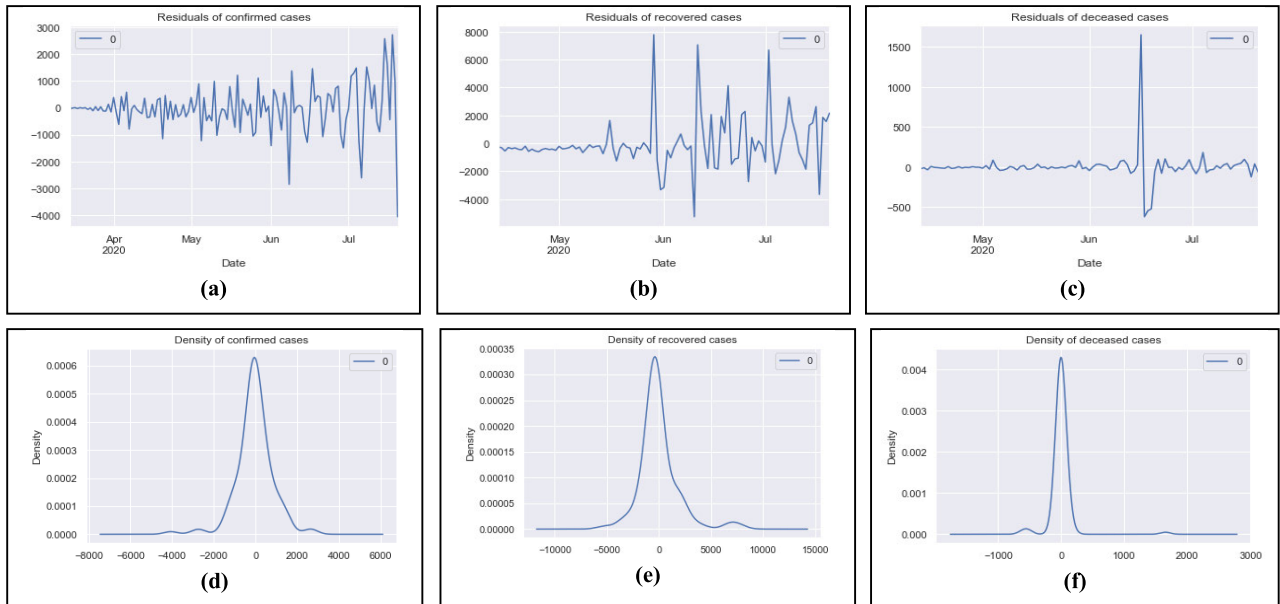 Residuals of confirmed cases
0
3000
2000
1000
0
−1000
−2000
−3000
−4000
Apr
2020
May
Jun
Jul
Date
(a)
Residuals of recovered cases
0
8000
6000
4000
2000
0
−2000
−4000
May
2020
Jun
Jul
Date
(b)
Residuals of deceased cases
0
1500
1000
500
0
−500
May
2020
Jun
Jul
Date
(c)
Density of confirmed cases
0
0.0006
0.0005
0.0004
0.0003
0.0002
0.0001
0.0000
Density
−8000 −6000 −4000 −2000 0 2000 4000 6000
(d)
Density of recovered cases
0
0.00035
0.00030
0.00025
0.00020
0.00015
0.00010
0.00005
0.00000
Density
−10000 −5000 0 5000 10000 15000
(e)
Density of deceased cases
0
0.004
0.003
0.002
0.001
0.000
Density
−1000 0 1000 2000 3000
(f)